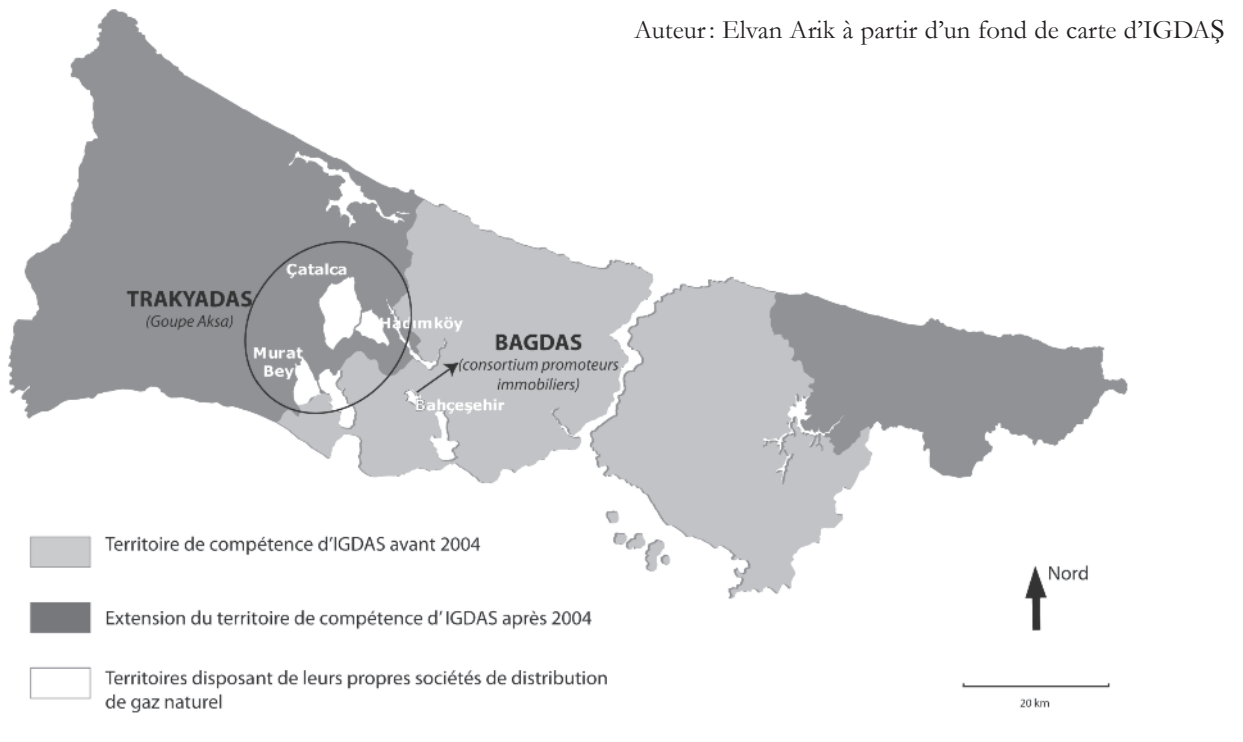 Auteur: Elvan Arik à partir d'un fond de carte d'IGDAŞ
Çatalca
TRAKYADAS
(Goupe Aksa)
Hadımköy
Murat
Bey
BAGDAS
(consortium promoteurs
immobiliers)
Bahçeşehir
Territoire de compétence d'IGDAS avant 2004
Nord
Extension du territoire de compétence d' IGDAS après 2004
Territoires disposant de leurs propres sociétés de distribution
de gaz naturel
20 km